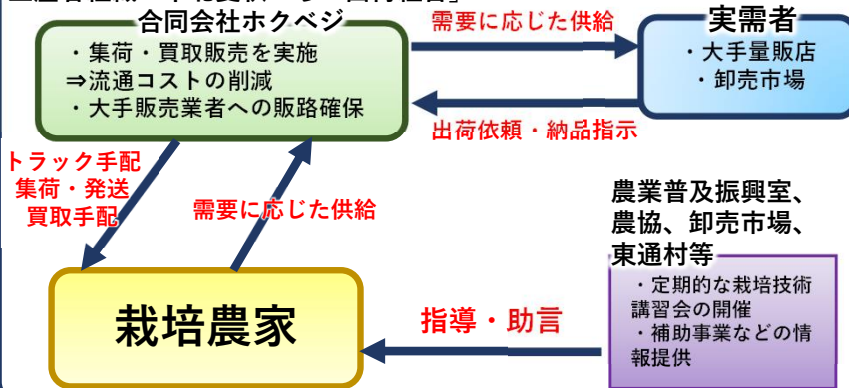 合同会社ホクベジ
・集荷・買取販売を実施
⇒流通コストの削減
・大手販売業者への販路確保
需要に応じた供給
出荷依頼・納品指示
実需者
・大手量販店
・卸売市場
トラック手配
集荷・発送
買取手配
需要に応じた供給
栽培農家
指導・助言
農業普及振興室、
農協、卸売市場、
東通村等
・定期的な栽培技術
講習会の開催
・補助事業などの情
報提供